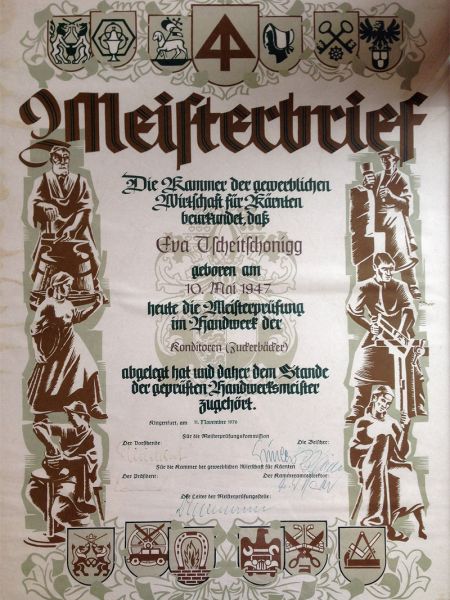 Meisterbrief
Die Kammer der gewerblichen
Wirtschaft für Kärnten
beurkundet, daß
Eva Tscheitschonigg
geboren am
10. Mai 1947
heute die Meisterprüfung
im Handwerk der
Konditoren (Zuckerbäcker)
abgelegt hat und daher dem Stande
der geprüften Handwerksmeister
zugehört.
Klagenfurt, am 11. November 1976
Für die Meisterprüfungskommission
Der Vorsitzende Die Beisitzer:
Für die Kammer der gewerblichen Wirtschaft für Kärnten
Der Präsident: Der Kammeramtsdirektor:
Der Leiter der Meisterprüfungsstelle: